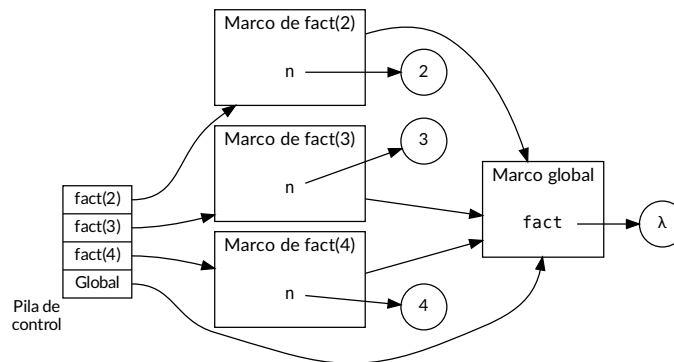 Marco de fact(2)
n
2
Marco de fact(3)
n
3
Marco de fact(4)
n
4
Marco global
fact
λ
fact(2)
fact(3)
fact(4)
Global
Pila de
control